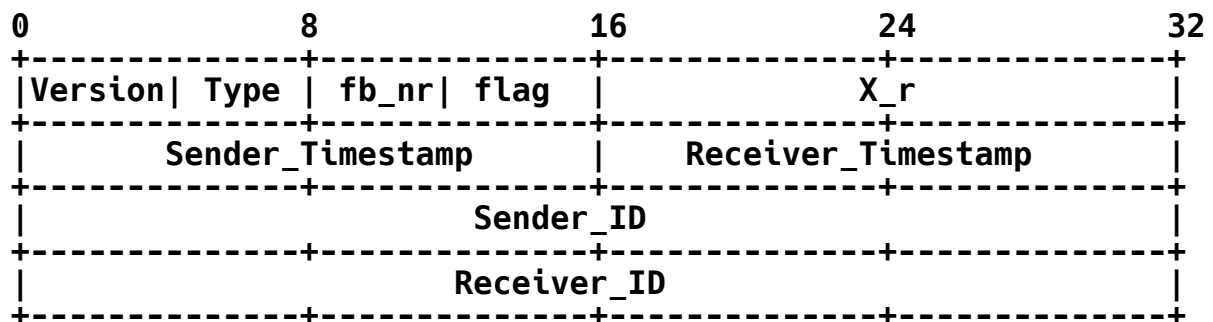 0 8 16 24 32
+--------------+--------------+--------------+--------------+
|Version| Type | fb_nr| flag | X_r |
+--------------+--------------+--------------+--------------+
| Sender_Timestamp | Receiver_Timestamp |
+--------------+--------------+--------------+--------------+
| Sender_ID |
+--------------+--------------+--------------+--------------+
| Receiver_ID |
+--------------+--------------+--------------+--------------+